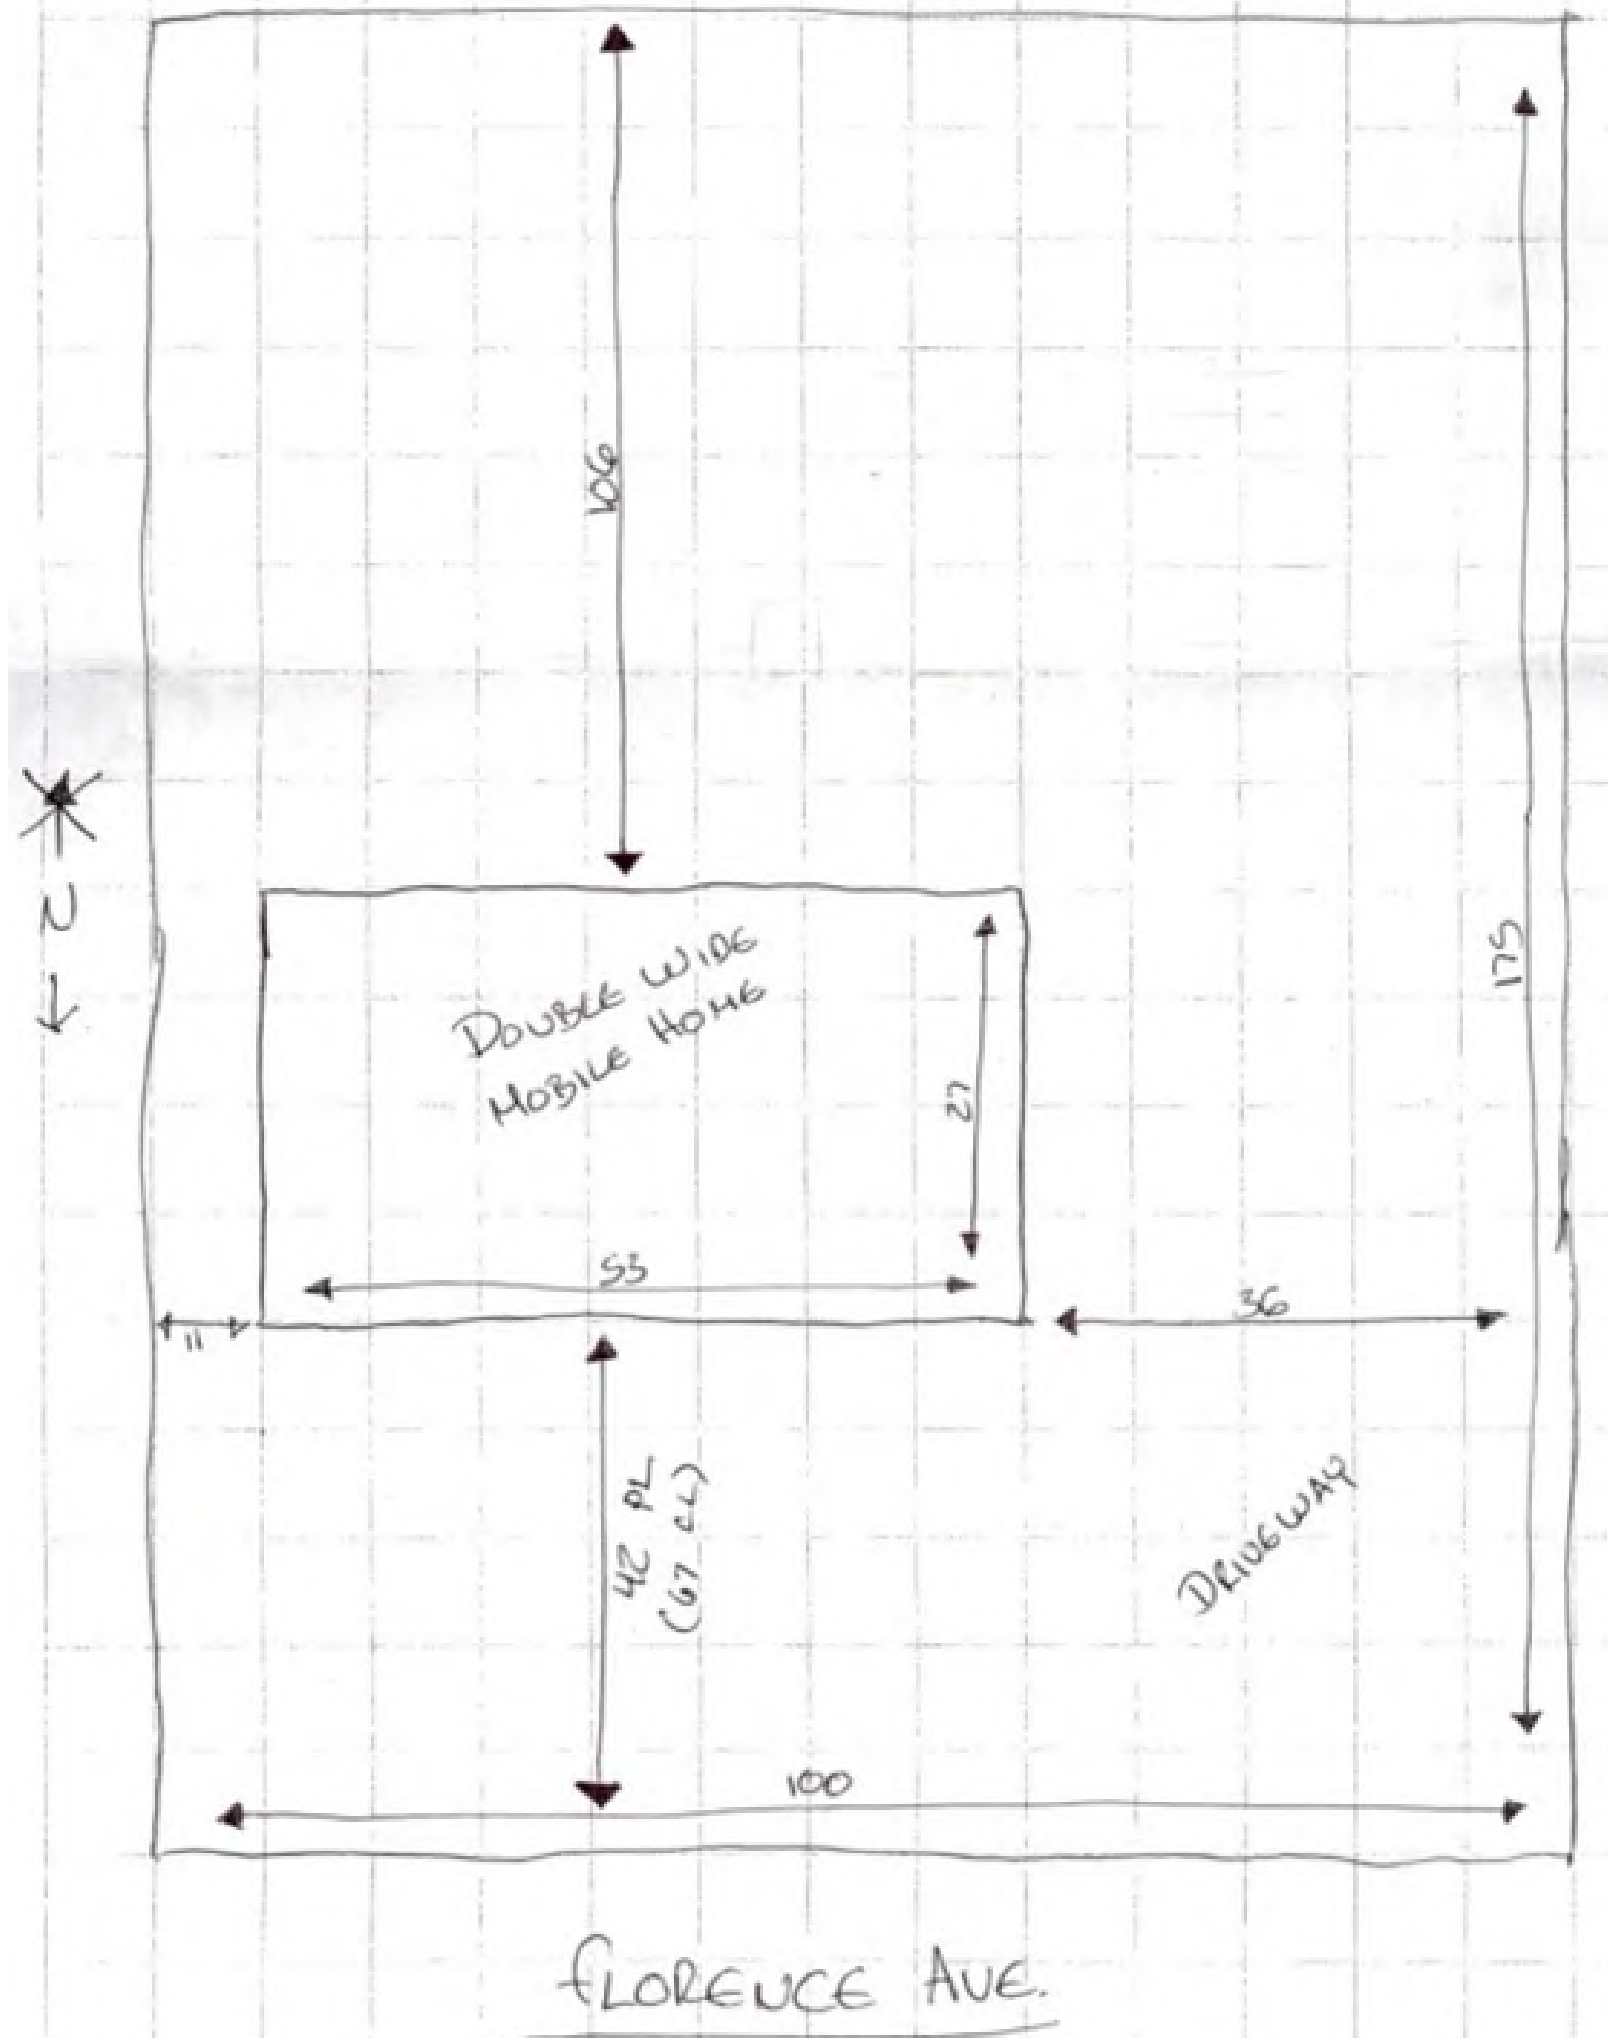 106
N
175
DOUBLE WIDE
MOBILE HOME
27
53
11
36
42 PL
(67 CL)
DRIVEWAY
100
FLORENCE AVE.